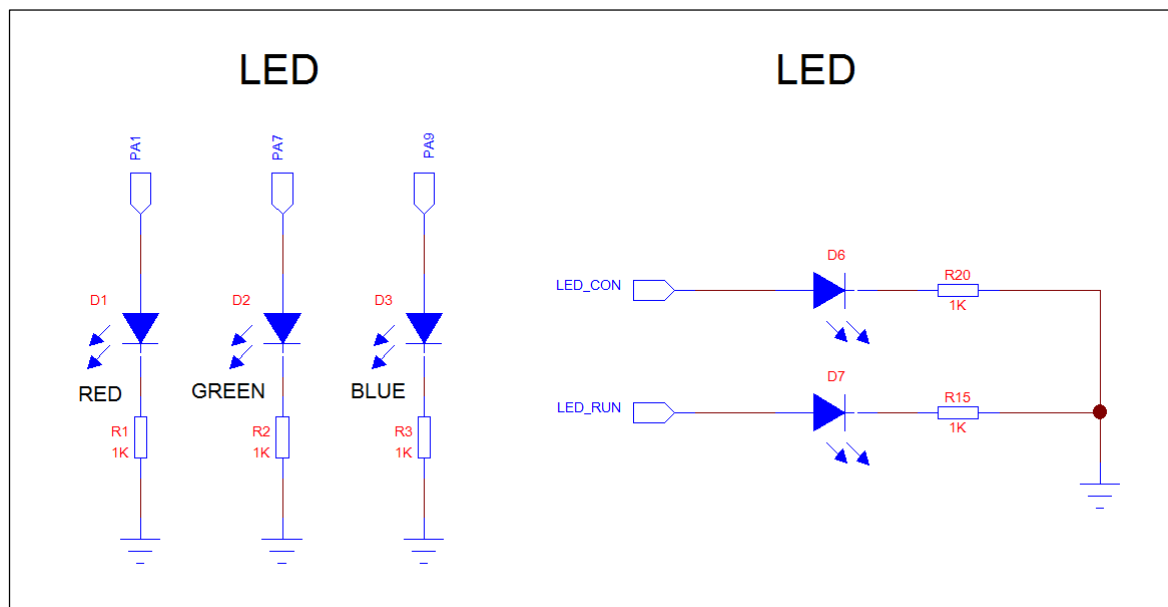 LED
PA1
PA7
PA9
D1
D2
D3
RED
GREEN
BLUE
R1
1K
R2
1K
R3
1K
LED
LED_CON
D6
R20
1K
LED_RUN
D7
R15
1K